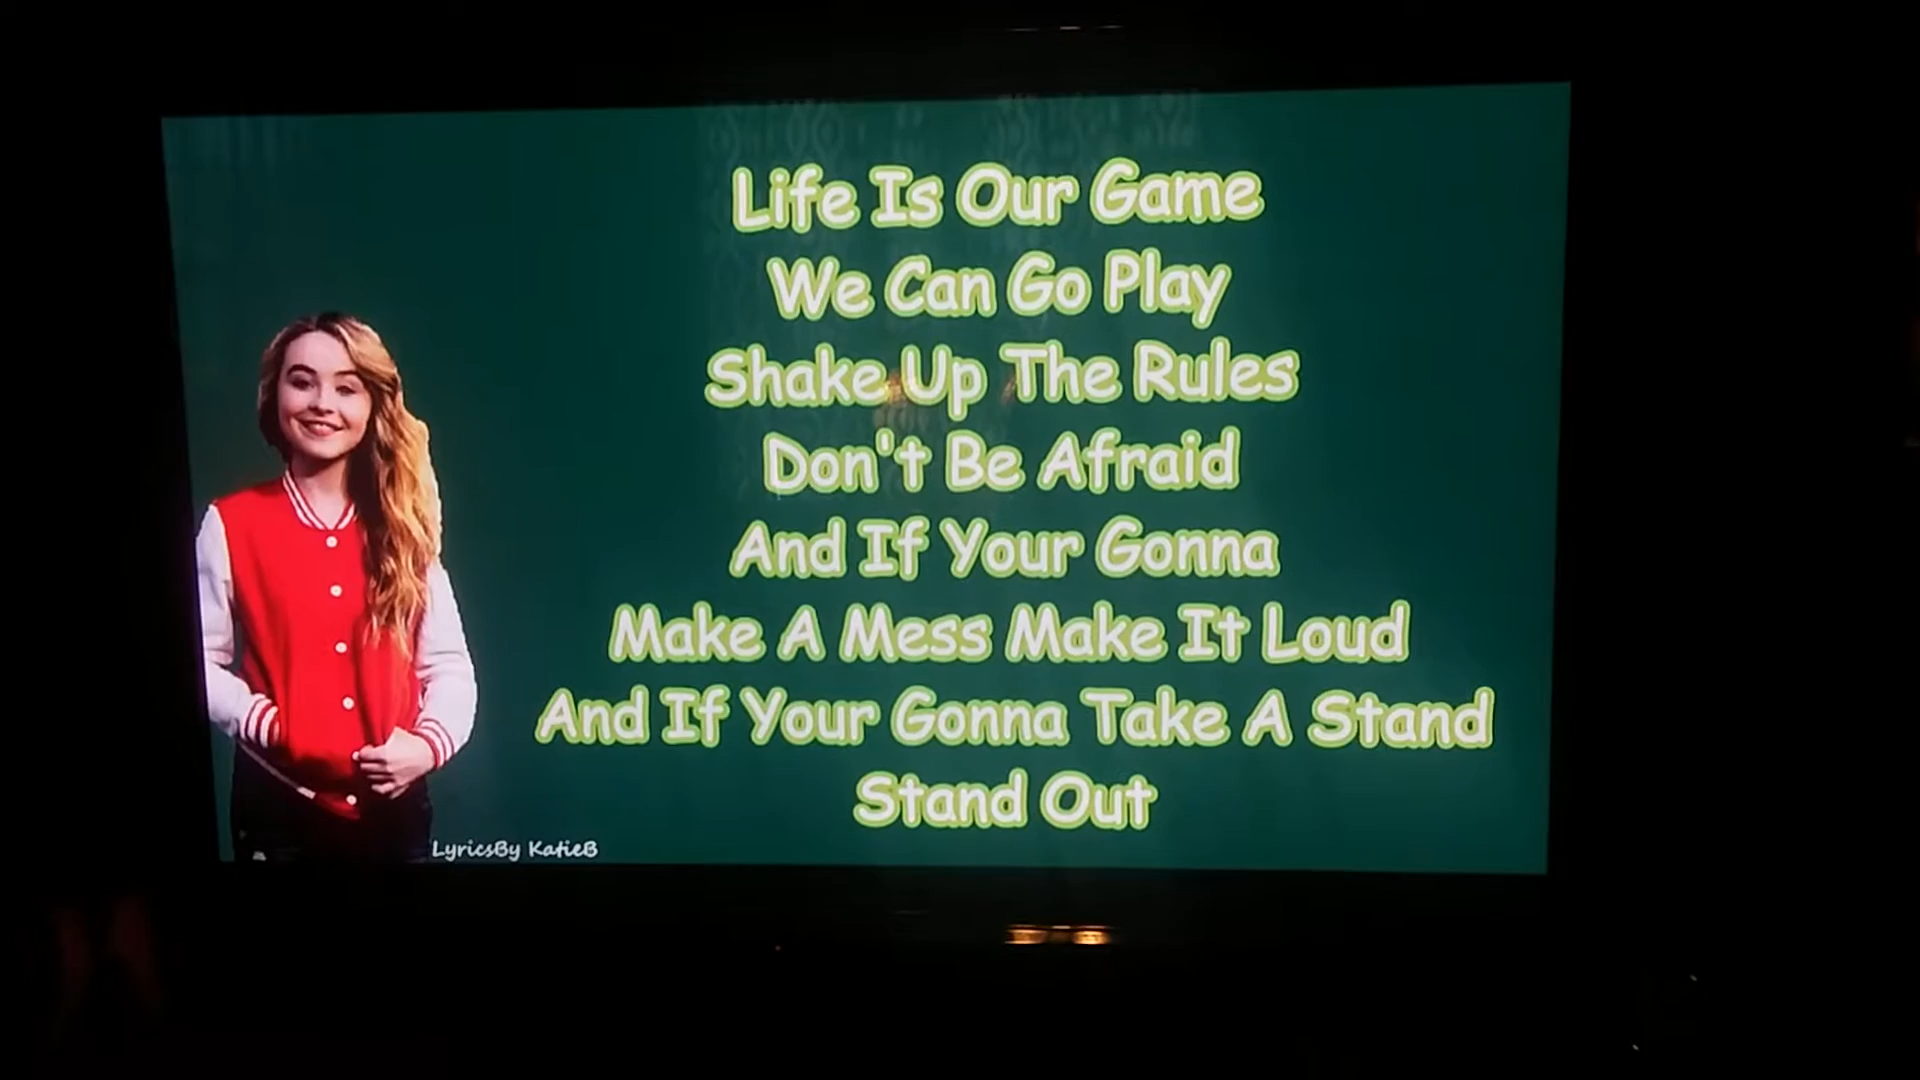 Life Is Our Game
We Can Go Play
Shake Up The Rules
Don't Be Afraid
And If Your Gonna
Make A Mess Make It Loud
And If Your Gonna Take A Stand
Stand Out
LyricsBy KatieB